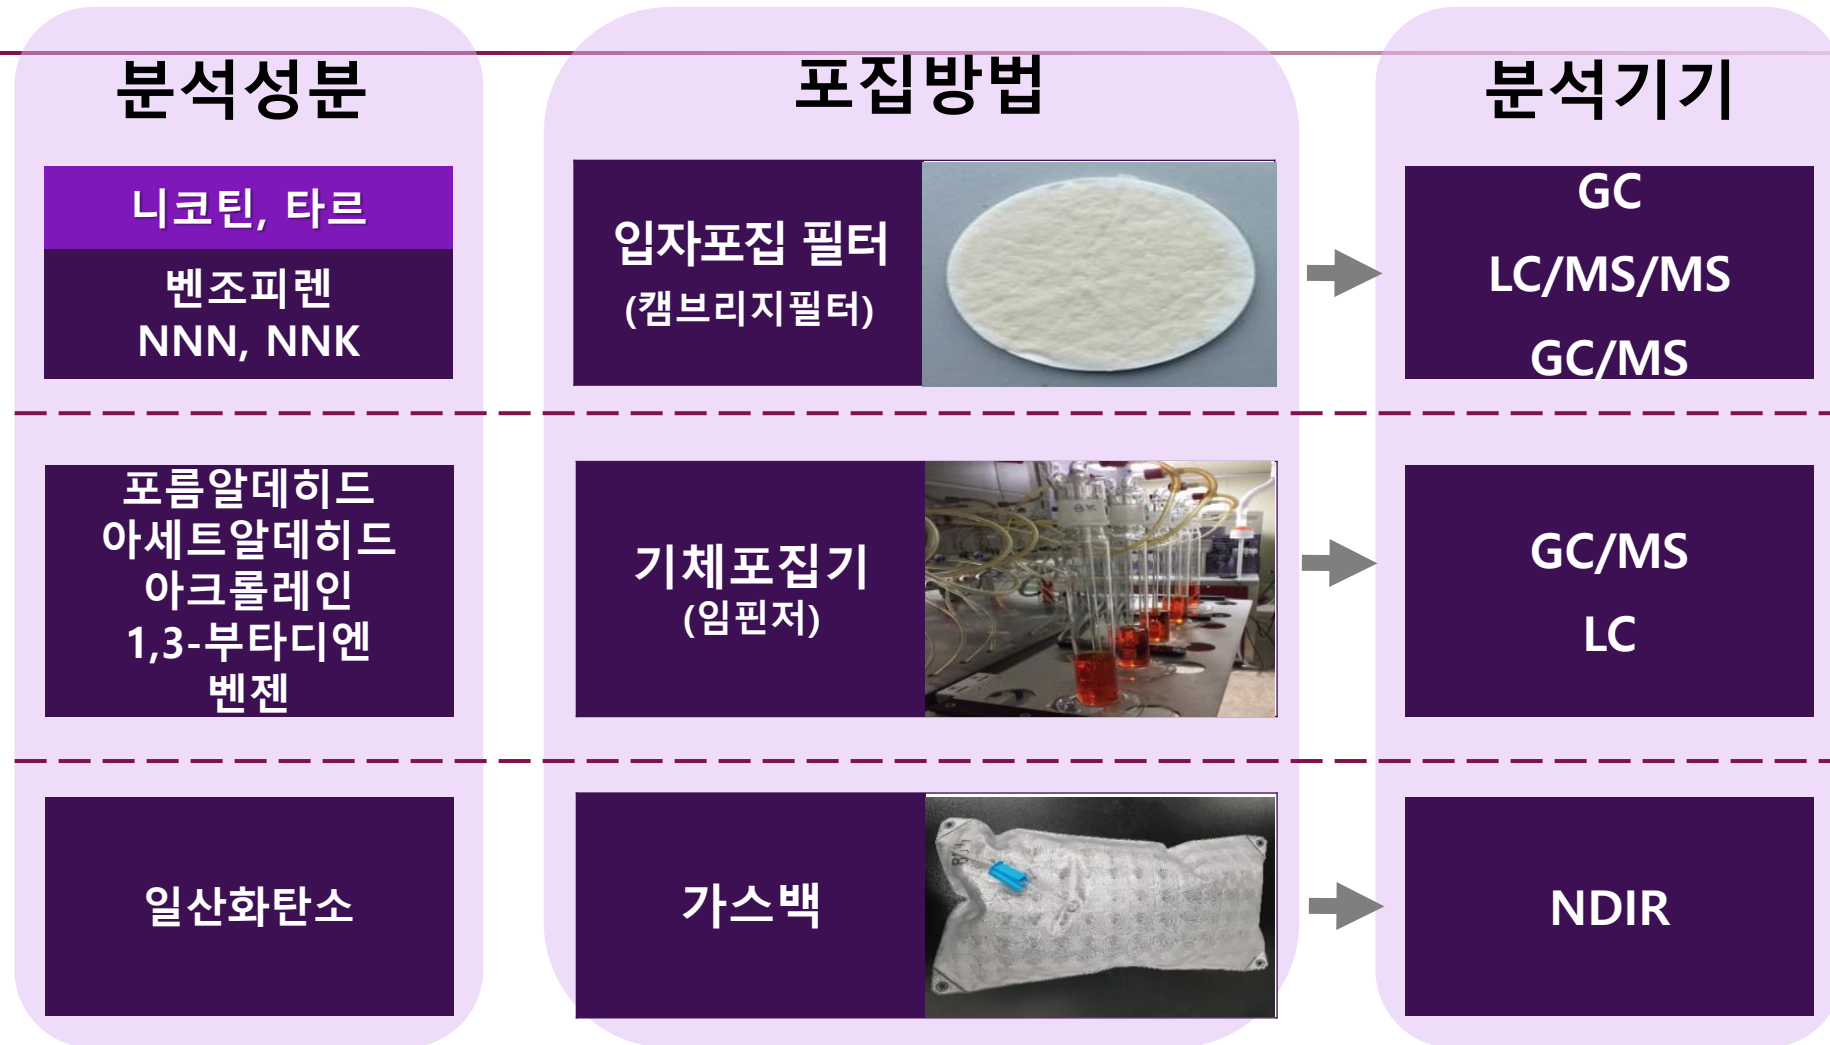 분석성분
포집방법
분석기기
니코틴, 타르
벤조피렌
NNN, NNK
입자포집 필터
(캠브리지필터)
GC
LC/MS/MS
GC/MS
포름알데히드
아세트알데히드
아크롤레인
1,3-부타디엔
벤젠
기체포집기
(임핀저)
GC/MS
LC
일산화탄소
가스백
NDIR